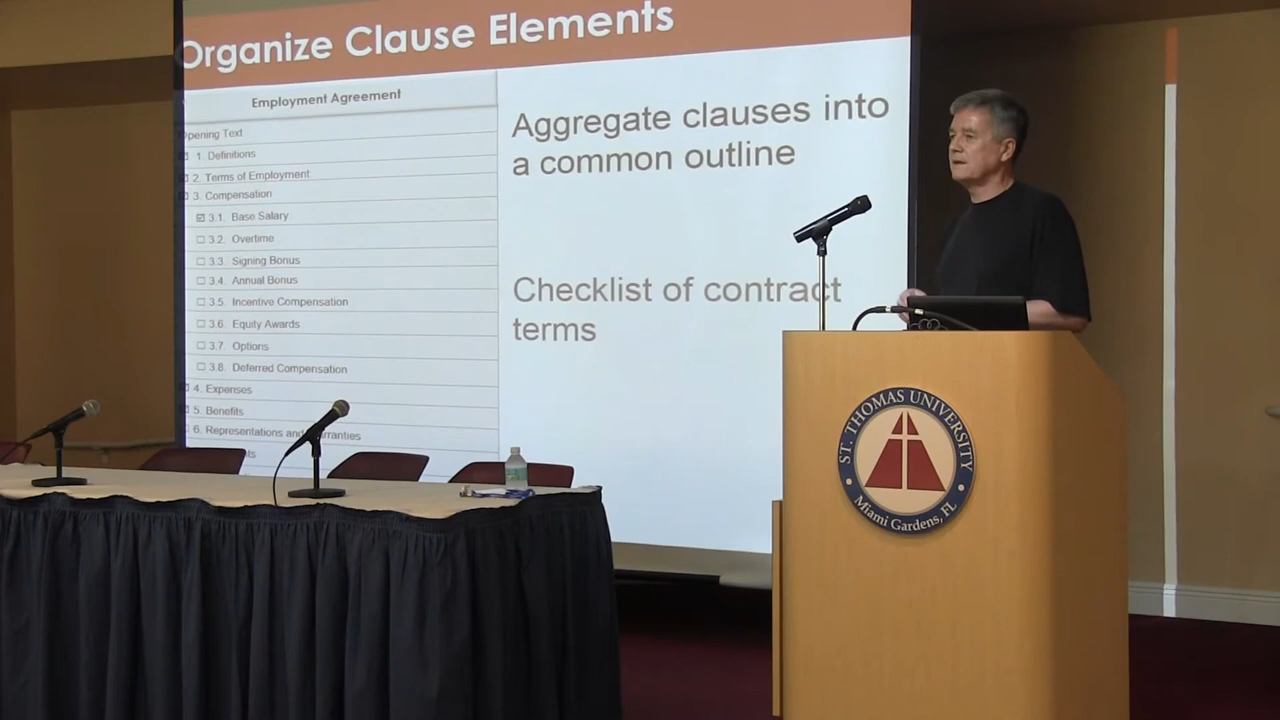 Organize Clause Elements
Employment Agreement
Opening Text
1. Definitions
2. Terms of Employment
3. Compensation
3.1. Base Salary
3.2. Overtime
3.3. Signing Bonus
3.4. Annual Bonus
3.5. Incentive Compensation
3.6. Equity Awards
3.7. Options
3.8. Deferred Compensation
4. Expenses
5. Benefits
6. Representations and
Aggregate clauses into
a common outline
Checklist of contract
terms
ST. THOMAS UNIVERSITY
Miami Gardens, FL